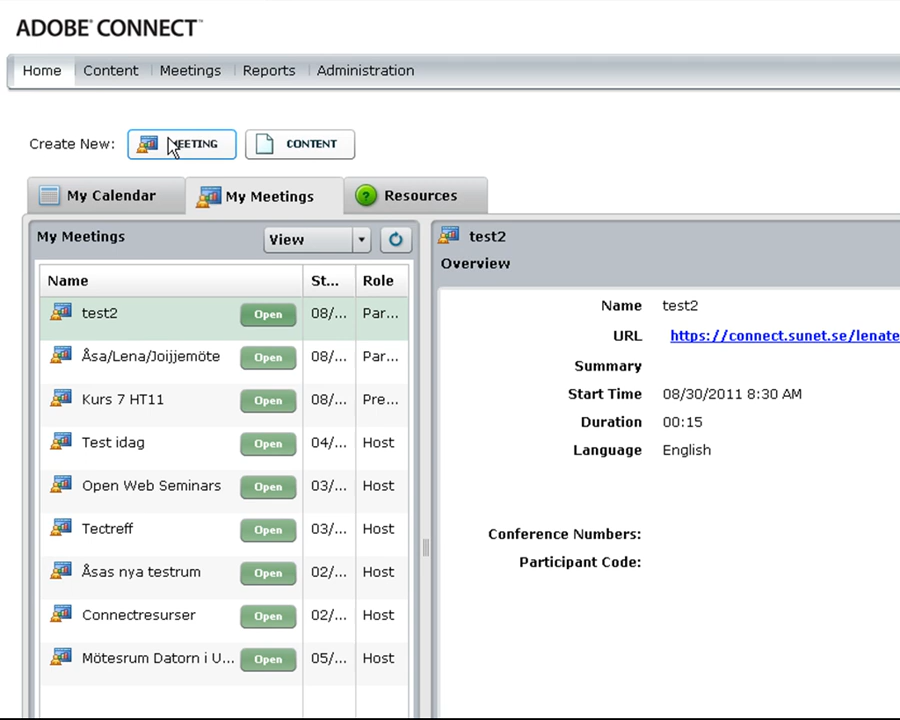 ADOBE® CONNECT™
Home Content Meetings Reports Administration
Create New: CONTENT
My Calendar My Meetings Resources
My Meetings View
Name St... Role
test2 Open 08/... Par...
Åsa/Lena/Joijjemöte Open 08/... Par...
Kurs 7 HT11 Open 08/... Pre...
Test idag Open 04/... Host
Open Web Seminars Open 03/... Host
Tectreff Open 03/... Host
Åsas nya testrum Open 02/... Host
Connectresurser Open 02/... Host
Mötesrum Datorn i U... Open 05/... Host
test2
Overview
Name test2
URL https://connect.sunet.se/lenate
Summary
Start Time 08/30/2011 8:30 AM
Duration 00:15
Language English
Conference Numbers:
Participant Code: